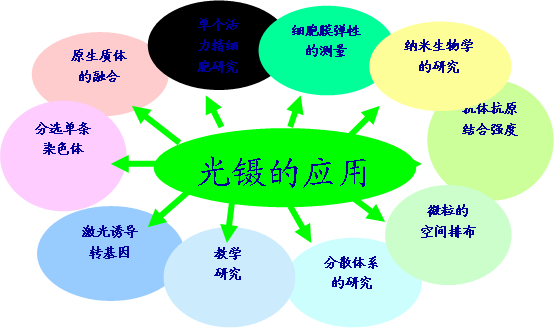 单个活
力精细
胞研究
细胞膜弹性
的测量
纳米生物学
的研究
原生质体
的融合
抗体抗原
结合强度
分选单条
染色体
光镊的应用
微粒的
空间排布
激光诱导
转基因
教学
研究
分散体系
的研究